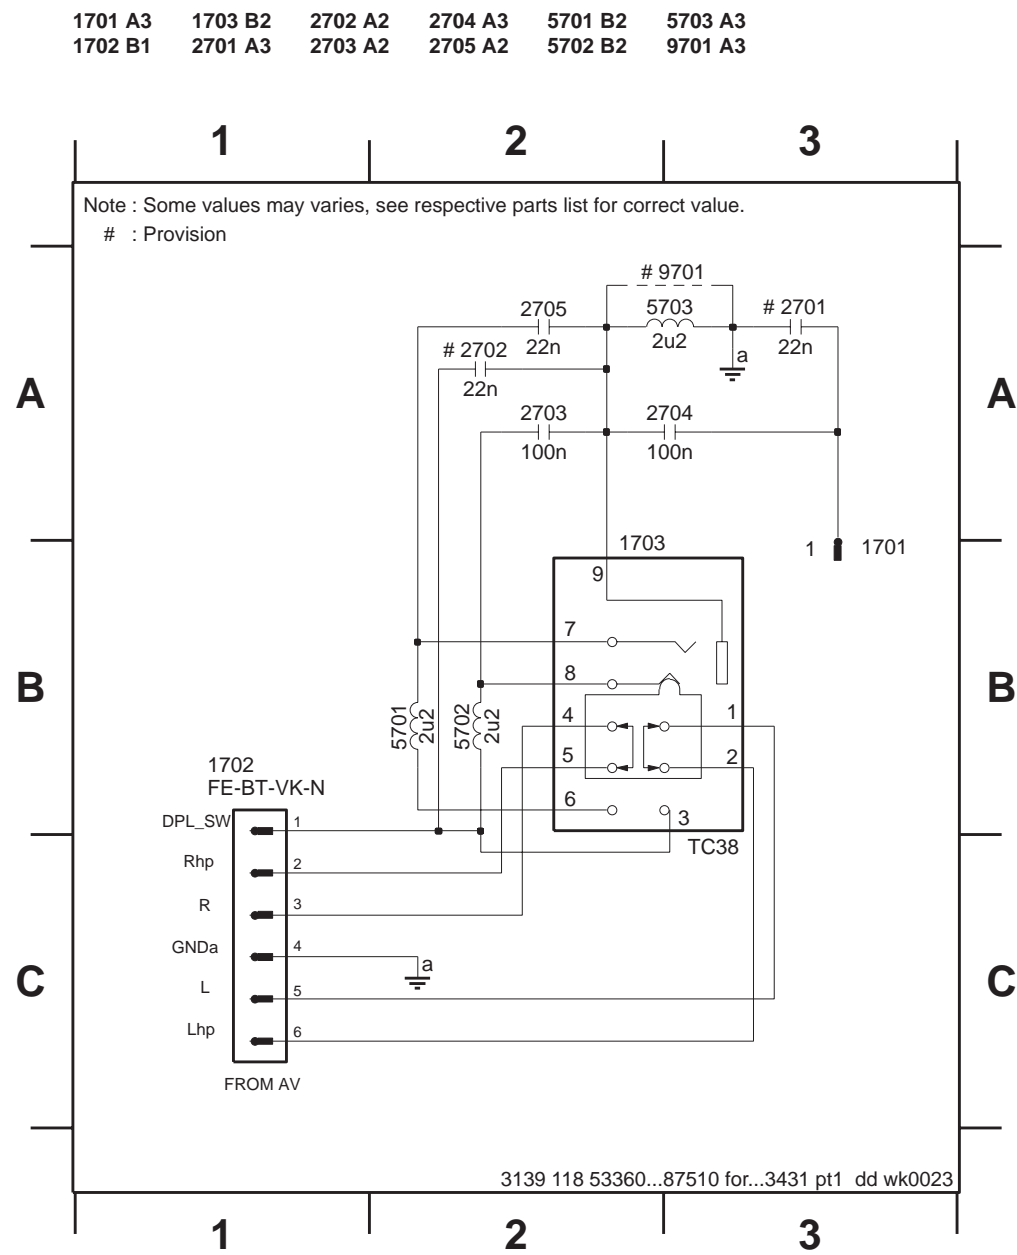 1701 A3 1703 B2 2702 A2 2704 A3 5701 B2 5703 A3
1702 B1 2701 A3 2703 A2 2705 A2 5702 B2 9701 A3
1 2 3
Note : Some values may varies, see respective parts list for correct value.
# : Provision
# 9701
2705 5703 # 2701
22n 2u2 22n
# 2702 a
22n
A A
2703 2704
100n 100n
1703 1 1701
9
7
8
B B
5701 2u2 5702 2u2
4 1
5 2
1702
FE-BT-VK-N
6 3
DPL_SW 1
TC38
Rhp 2
R 3
GNDa 4
a
C C
L 5
Lhp 6
FROM AV
3139 118 53360...87510 for...3431 pt1 dd wk0023
1 2 3